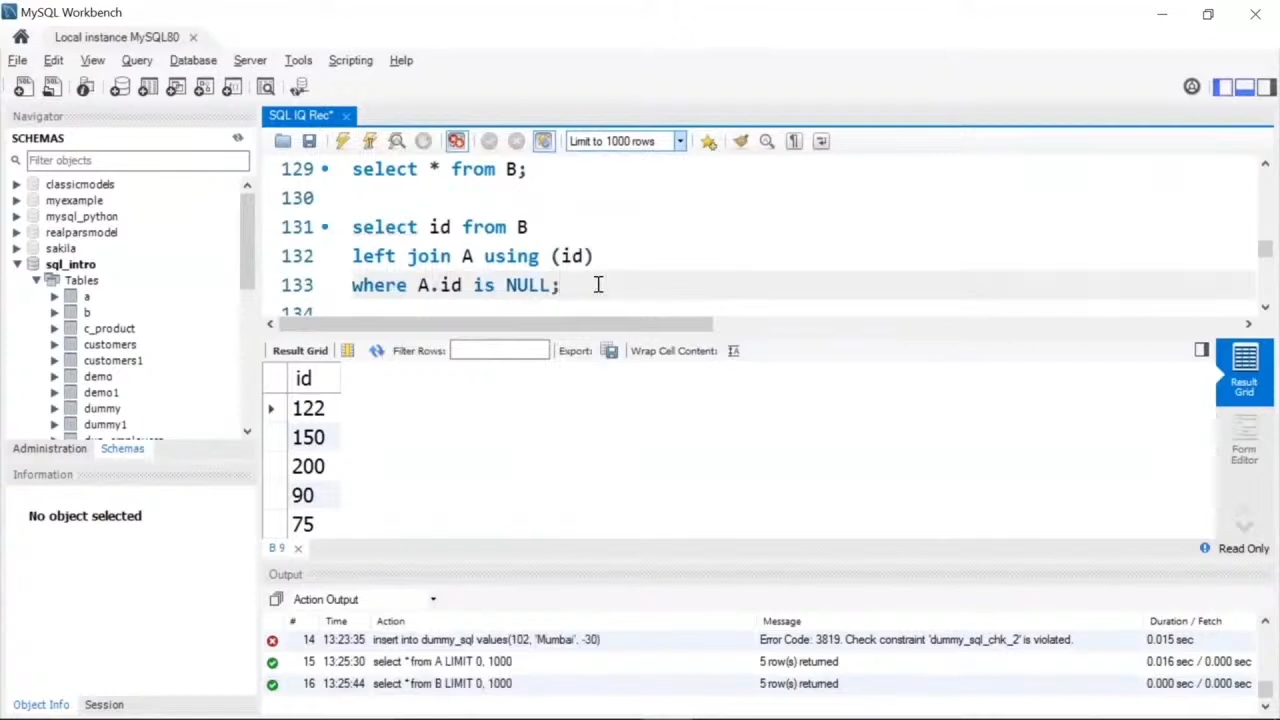 MySQL Workbench
Local instance MySQL80
File Edit View Query Database Server Tools Scripting Help
Navigator
SCHEMAS
Filter objects
classicmodels
myexample
mysql_python
realparsmodel
sakila
sql_intro
Tables
a
b
c_product
customers
customers1
demo
demo1
dummy
dummy1
Administration Schemas
Information
No object selected
Object Info Session
SQL IQ Rec*
Limit to 1000 rows
129 select * from B;
130
131 select id from B
132 left join A using (id)
133 where A.id is NULL;
134
Result Grid Filter Rows: Export: Wrap Cell Content:
id
122
150
200
90
75
Result
Grid
Form
Editor
B 9
Read Only
Output
Action Output
# Time Action Message Duration / Fetch
14 13:23:35 insert into dummy_sql values(102, 'Mumbai', -30) Error Code: 3819. Check constraint 'dummy_sql_chk_2' is violated. 0.015 sec
15 13:25:30 select * from A LIMIT 0, 1000 5 row(s) returned 0.016 sec / 0.000 sec
16 13:25:44 select * from B LIMIT 0, 1000 5 row(s) returned 0.000 sec / 0.000 sec